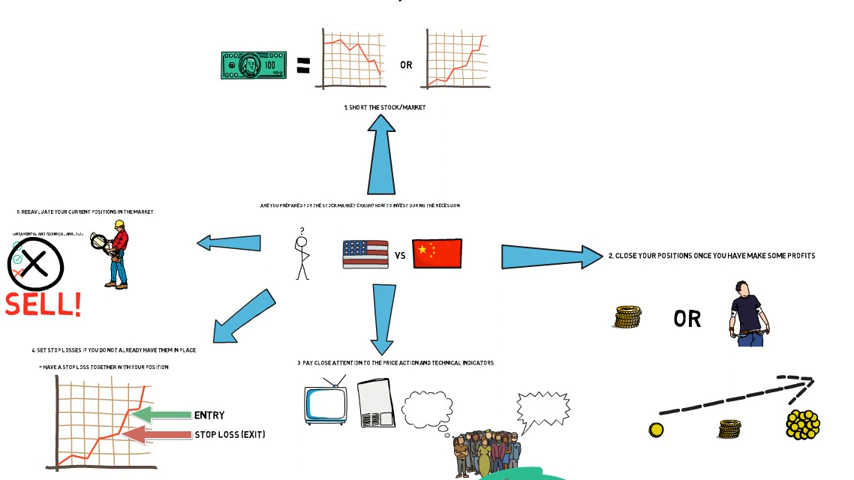 100
OR
1. SHORT THE STOCK/MARKET
ARE YOU PREPARED FOR THE STOCK MARKET CRASH? HOW TO INVEST DURING THE RECESSION
5. REEAVLUATE YOUR CURRENT POSITIONS IN THE MARKET
?
VS
SELL!
2. CLOSE YOUR POSITIONS ONCE YOU HAVE MAKE SOME PROFITS
OR
4. SET STOP LOSSES IF YOU DO NOT ALREADY HAVE THEM IN PLACE
- HAVE A STOP LOSS TOGETHER WITH YOUR POSITION
ENTRY
STOP LOSS (EXIT)
3. PAY CLOSE ATTENTION TO THE PRICE ACTION AND TECHNICAL INDICATORS